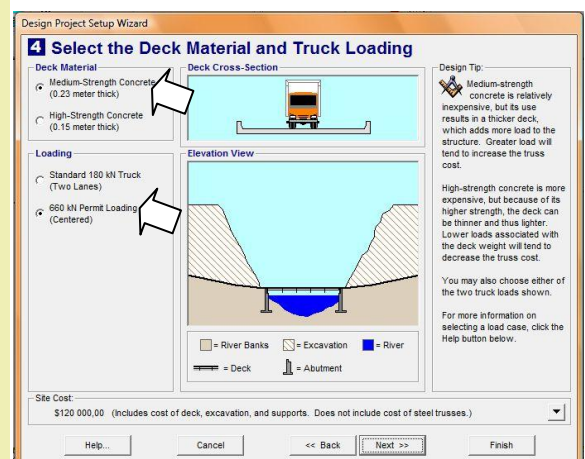 Design Project Setup Wizard
4 Select the Deck Material and Truck Loading
Deck Material
Medium-Strength Concrete
(0.23 meter thick)
High-Strength Concrete
(0.15 meter thick)
Loading
Standard 180 kN Truck
(Two Lanes)
660 kN Permit Loading
(Centered)
Deck Cross-Section
Elevation View
= River Banks
= Excavation
= River
= Deck
= Abutment
Design Tip:
Medium-strength
concrete is relatively
inexpensive, but its use
results in a thicker deck,
which adds more load to the
structure. Greater load will
tend to increase the truss
cost.
High-strength concrete is more
expensive, but because of its
higher strength, the deck can
be thinner and thus lighter.
Lower loads associated with
the deck weight will tend to
decrease the truss cost.
You may also choose either of
the two truck loads shown.
For more information on
selecting a load case, click the
Help button below.
Site Cost:
$120 000,00 (Includes cost of deck, excavation, and supports. Does not include cost of steel trusses.)
Help...
Cancel
<< Back
Next >>
Finish